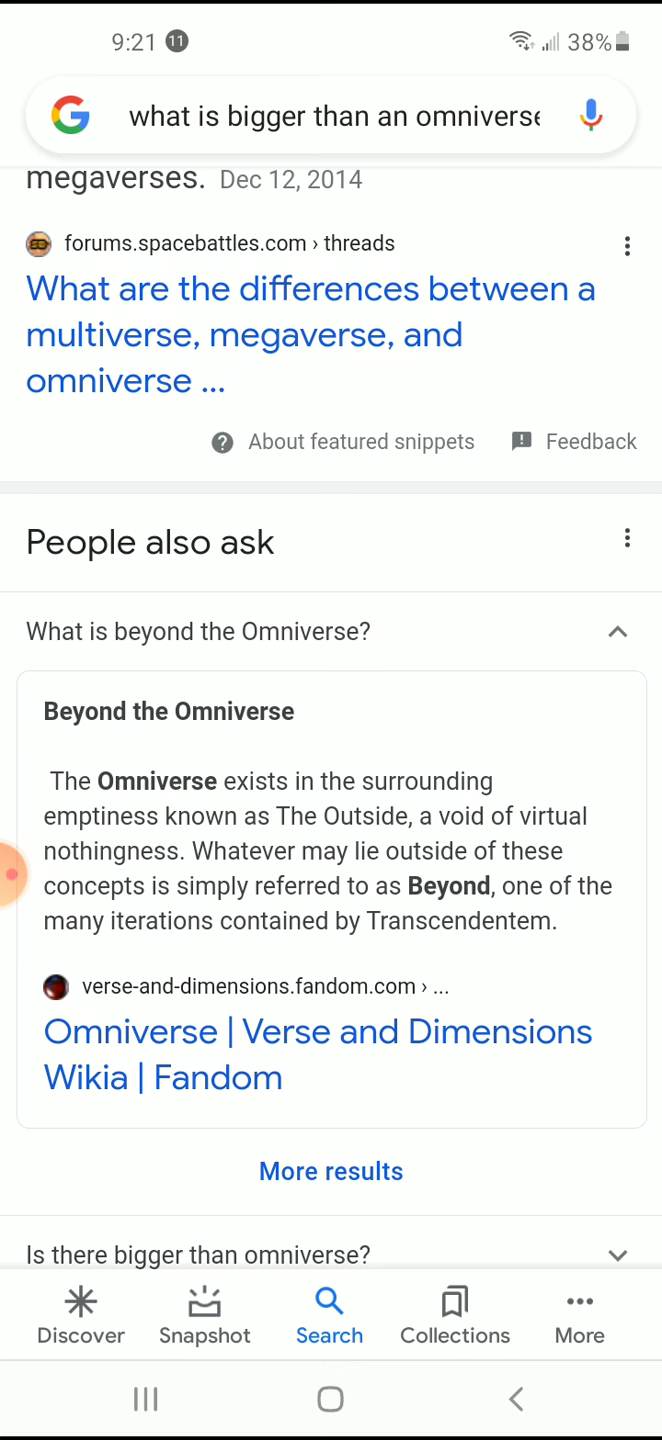 9:21 11 38%
what is bigger than an omniverse
megaverses. Dec 12, 2014
forums.spacebattles.com › threads
What are the differences between a
multiverse, megaverse, and
omniverse ...
About featured snippets Feedback
People also ask
What is beyond the Omniverse?
Beyond the Omniverse
The Omniverse exists in the surrounding
emptiness known as The Outside, a void of virtual
nothingness. Whatever may lie outside of these
concepts is simply referred to as Beyond, one of the
many iterations contained by Transcendentem.
verse-and-dimensions.fandom.com › ...
Omniverse | Verse and Dimensions
Wikia | Fandom
More results
Is there bigger than omniverse?
Discover Snapshot Search Collections More